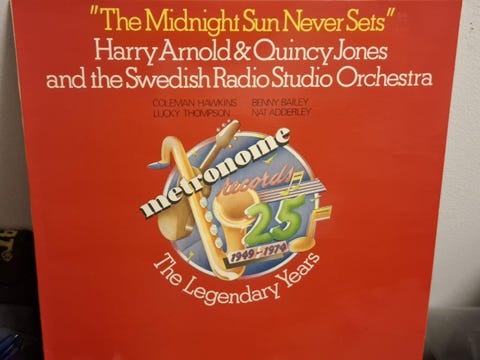 "The Midnight Sun Never Sets"
Harry Arnold & Quincy Jones
and the Swedish Radio Studio Orchestra
COLEMAN HAWKINS BENNY BAILEY
LUCKY THOMPSON NAT ADDERLEY
metronome
records
25
1949-1974
The Legendary Years